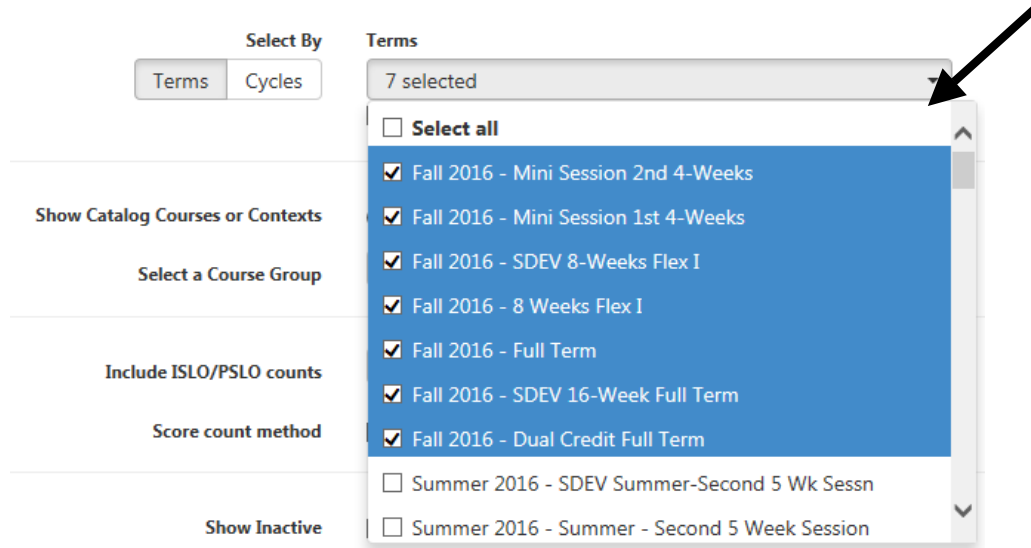 Select By Terms
Terms Cycles 7 selected
Select all
Fall 2016 - Mini Session 2nd 4-Weeks
Show Catalog Courses or Contexts Fall 2016 - Mini Session 1st 4-Weeks
Select a Course Group Fall 2016 - SDEV 8-Weeks Flex I
Fall 2016 - 8 Weeks Flex I
Include ISLO/PSLO counts Fall 2016 - Full Term
Fall 2016 - SDEV 16-Week Full Term
Score count method Fall 2016 - Dual Credit Full Term
Summer 2016 - SDEV Summer-Second 5 Wk Sessn
Show Inactive Summer 2016 - Summer - Second 5 Week Session